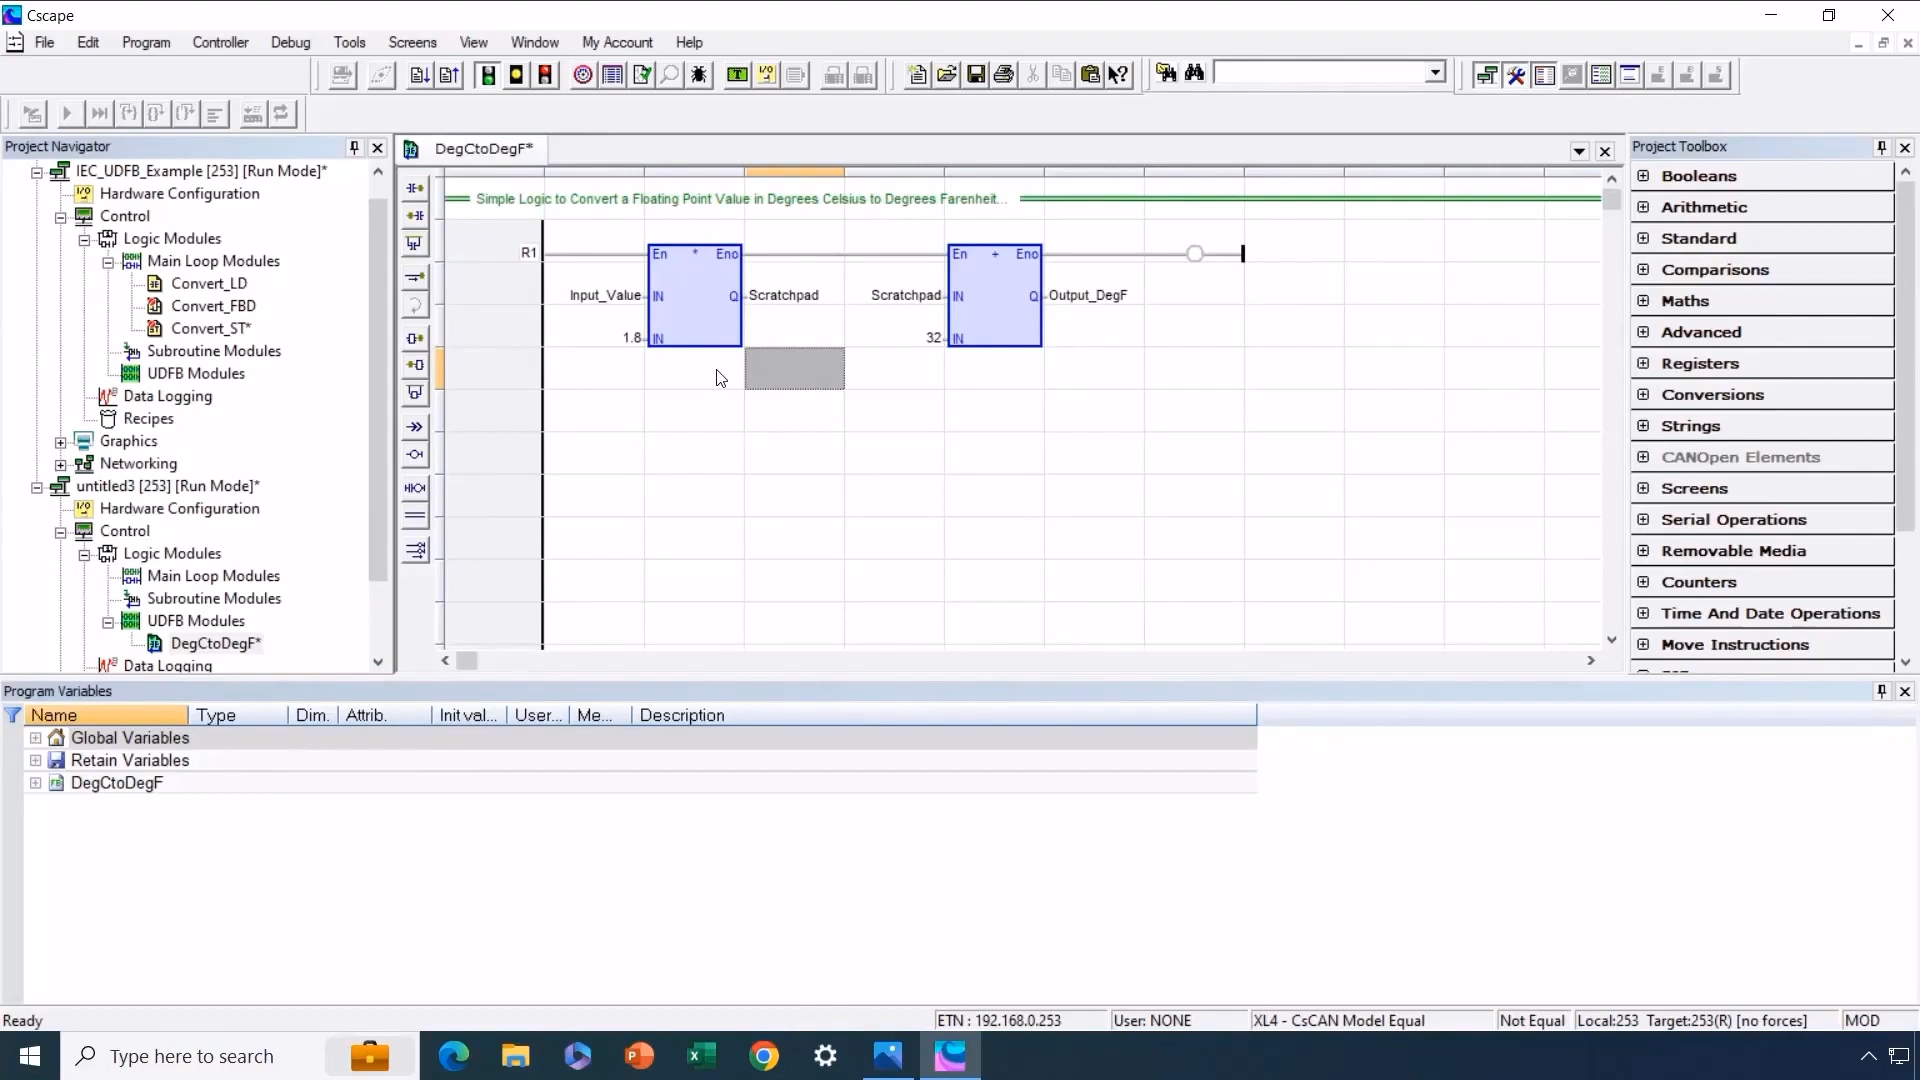 Cscape
File Edit Program Controller Debug Tools Screens View Window My Account Help
Project Navigator
IEC_UDFB_Example [253] [Run Mode]*
Hardware Configuration
Control
Logic Modules
Main Loop Modules
Convert_LD
Convert_FBD
Convert_ST*
Subroutine Modules
UDFB Modules
Data Logging
Recipes
Graphics
Networking
untitled3 [253] [Run Mode]*
Hardware Configuration
Control
Logic Modules
Main Loop Modules
Subroutine Modules
UDFB Modules
DegCtoDegF*
Data Logging
DegCtoDegF*
Simple Logic to Convert a Floating Point Value in Degrees Celsius to Degrees Farenheit...
R1 En * Eno En + Eno
Input_Value IN Q Scratchpad Scratchpad IN Q Output_DegF
1.8 IN 32 IN
Project Toolbox
Booleans
Arithmetic
Standard
Comparisons
Maths
Advanced
Registers
Conversions
Strings
CANOpen Elements
Screens
Serial Operations
Removable Media
Counters
Time And Date Operations
Move Instructions
Program Variables
Name Type Dim. Attrib. Init val... User... Me... Description
Global Variables
Retain Variables
DegCtoDegF
Ready ETN : 192.168.0.253 User: NONE XL4 - CsCAN Model Equal Not Equal Local:253 Target:253(R) [no forces] MOD
Type here to search